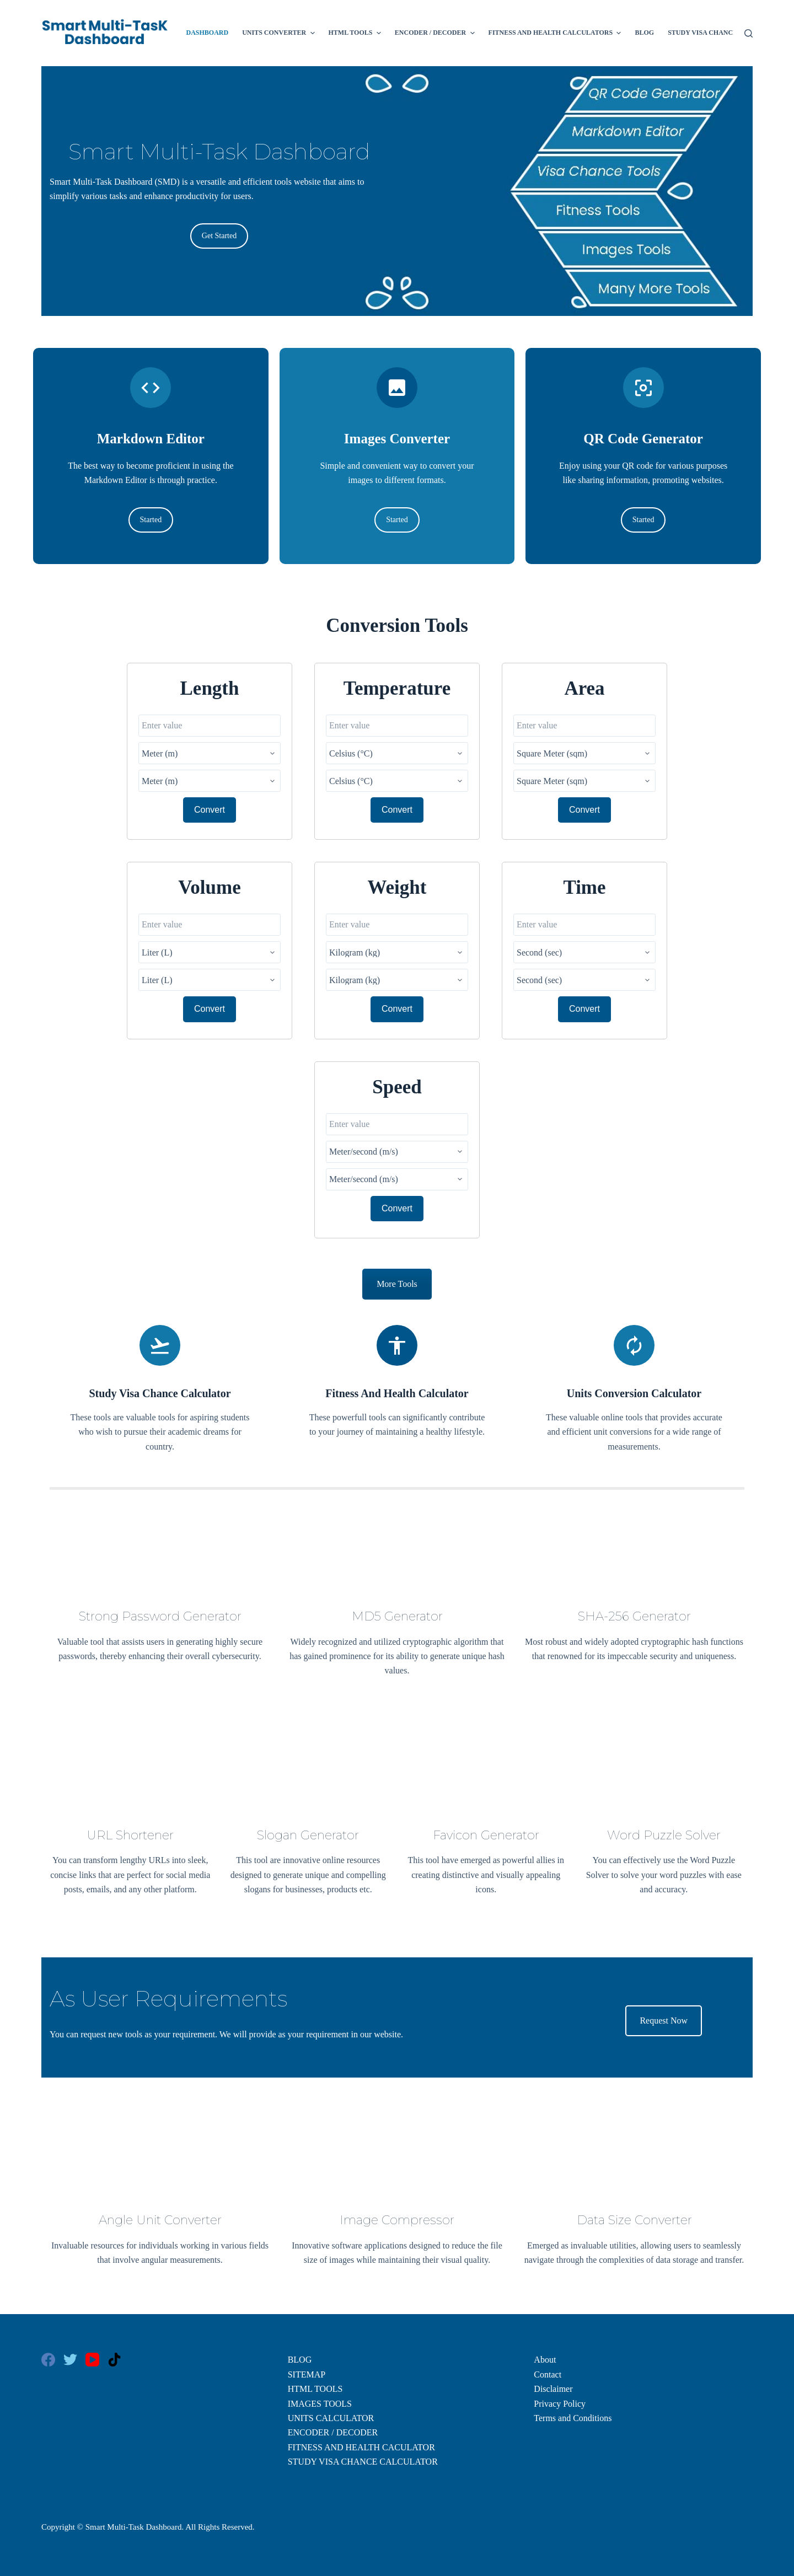 Smart Multi-TasK
Dashboard
DASHBOARD
UNITS CONVERTER
HTML TOOLS
ENCODER / DECODER
FITNESS AND HEALTH CALCULATORS
BLOG
STUDY VISA CHANC
Smart Multi-Task Dashboard
Smart Multi-Task Dashboard (SMD) is a versatile and efficient tools website that aims to
simplify various tasks and enhance productivity for users.
Get Started
QR Code Generator
Markdown Editor
Visa Chance Tools
Fitness Tools
Images Tools
Many More Tools
Markdown Editor
The best way to become proficient in using the
Markdown Editor is through practice.
Started
Images Converter
Simple and convenient way to convert your
images to different formats.
Started
QR Code Generator
Enjoy using your QR code for various purposes
like sharing information, promoting websites.
Started
Conversion Tools
Length
Enter value
Meter (m)
Meter (m)
Convert
Temperature
Enter value
Celsius (°C)
Celsius (°C)
Convert
Area
Enter value
Square Meter (sqm)
Square Meter (sqm)
Convert
Volume
Enter value
Liter (L)
Liter (L)
Convert
Weight
Enter value
Kilogram (kg)
Kilogram (kg)
Convert
Time
Enter value
Second (sec)
Second (sec)
Convert
Speed
Enter value
Meter/second (m/s)
Meter/second (m/s)
Convert
More Tools
Study Visa Chance Calculator
These tools are valuable tools for aspiring students
who wish to pursue their academic dreams for
country.
Fitness And Health Calculator
These powerfull tools can significantly contribute
to your journey of maintaining a healthy lifestyle.
Units Conversion Calculator
These valuable online tools that provides accurate
and efficient unit conversions for a wide range of
measurements.
Strong Password Generator
Valuable tool that assists users in generating highly secure
passwords, thereby enhancing their overall cybersecurity.
MD5 Generator
Widely recognized and utilized cryptographic algorithm that
has gained prominence for its ability to generate unique hash
values.
SHA-256 Generator
Most robust and widely adopted cryptographic hash functions
that renowned for its impeccable security and uniqueness.
URL Shortener
You can transform lengthy URLs into sleek,
concise links that are perfect for social media
posts, emails, and any other platform.
Slogan Generator
This tool are innovative online resources
designed to generate unique and compelling
slogans for businesses, products etc.
Favicon Generator
This tool have emerged as powerful allies in
creating distinctive and visually appealing
icons.
Word Puzzle Solver
You can effectively use the Word Puzzle
Solver to solve your word puzzles with ease
and accuracy.
As User Requirements
You can request new tools as your requirement. We will provide as your requirement in our website.
Request Now
Angle Unit Converter
Invaluable resources for individuals working in various fields
that involve angular measurements.
Image Compressor
Innovative software applications designed to reduce the file
size of images while maintaining their visual quality.
Data Size Converter
Emerged as invaluable utilities, allowing users to seamlessly
navigate through the complexities of data storage and transfer.
BLOG
SITEMAP
HTML TOOLS
IMAGES TOOLS
UNITS CALCULATOR
ENCODER / DECODER
FITNESS AND HEALTH CACULATOR
STUDY VISA CHANCE CALCULATOR
About
Contact
Disclaimer
Privacy Policy
Terms and Conditions
Copyright © Smart Multi-Task Dashboard. All Rights Reserved.